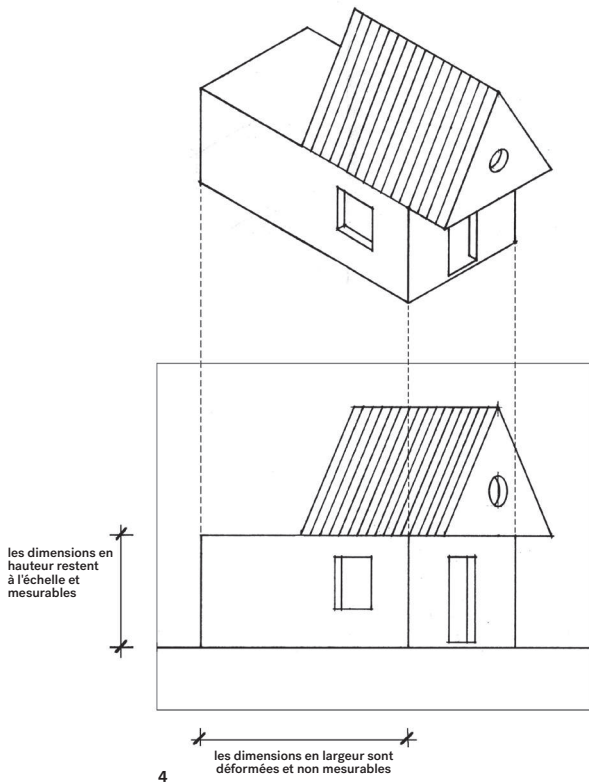 les dimensions en
hauteur restent
à l'échelle et
mesurables
les dimensions en largeur sont
déformées et non mesurables
4